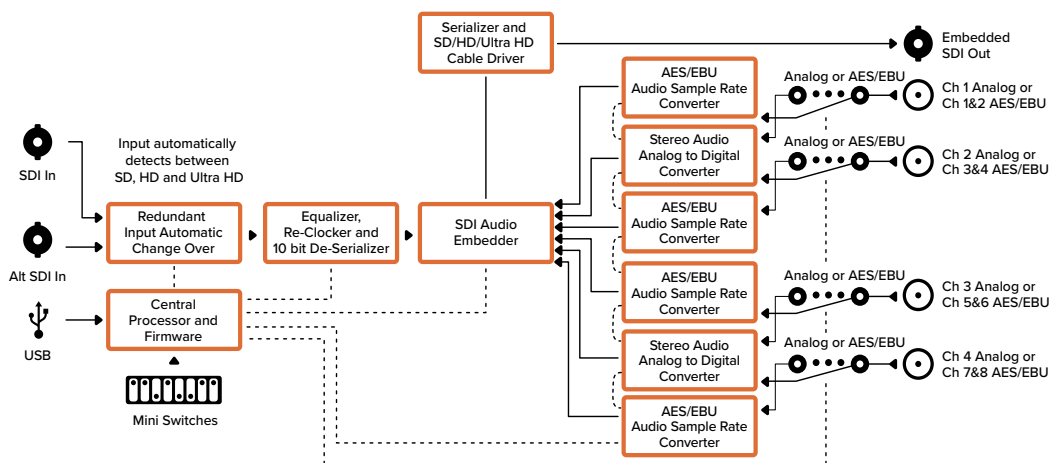 Serializer and
SD/HD/Ultra HD
Cable Driver
Embedded
SDI Out
AES/EBU
Audio Sample Rate
Converter
Analog or AES/EBU
Ch 1 Analog or
Ch 1&2 AES/EBU
Input automatically
detects between
SD, HD and Ultra HD
SDI In
Stereo Audio
Analog to Digital
Converter
Analog or AES/EBU
Ch 2 Analog or
Ch 3&4 AES/EBU
Redundant
Input Automatic
Change Over
Equalizer,
Re-Clocker and
10 bit De-Serializer
SDI Audio
Embedder
AES/EBU
Audio Sample Rate
Converter
Alt SDI In
AES/EBU
Audio Sample Rate
Converter
Analog or AES/EBU
Ch 3 Analog or
Ch 5&6 AES/EBU
Central
Processor and
Firmware
USB
Stereo Audio
Analog to Digital
Converter
Analog or AES/EBU
Ch 4 Analog or
Ch 7&8 AES/EBU
Mini Switches
AES/EBU
Audio Sample Rate
Converter